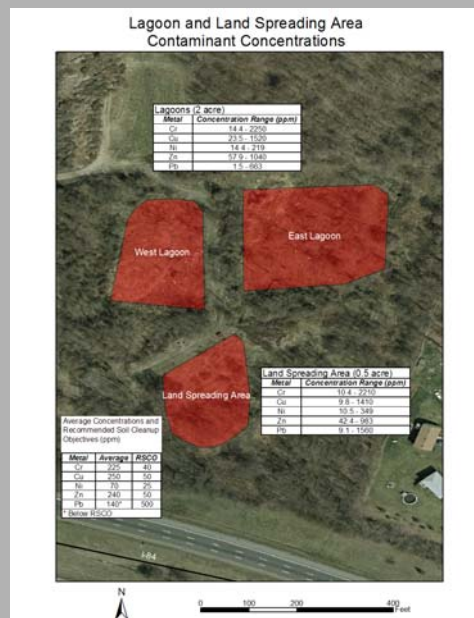 Lagoon and Land Spreading Area
Contaminant Concentrations
Lagoons (2 acre)
Metal Concentration Range (ppm)
Cr 14.4 - 2250
Cu 23.5 - 1520
Ni 14.4 - 219
Zn 57.9 - 1040
Pb 1.5 - 663
West Lagoon
East Lagoon
Land Spreading Area
Land Spreading Area (0.5 acre)
Metal Concentration Range (ppm)
Cr 10.4 - 2210
Cu 9.8 - 1410
Ni 10.5 - 349
Zn 42.4 - 983
Pb 9.1 - 1560
Average Concentrations and
Recommended Soil Cleanup
Objectives (ppm)
Metal Average RSCO
Cr 225 40
Cu 250 50
Ni 70 25
Zn 240 50
Pb 140* 500
* Below RSCO
I-84
N
0 100 200 400
Feet